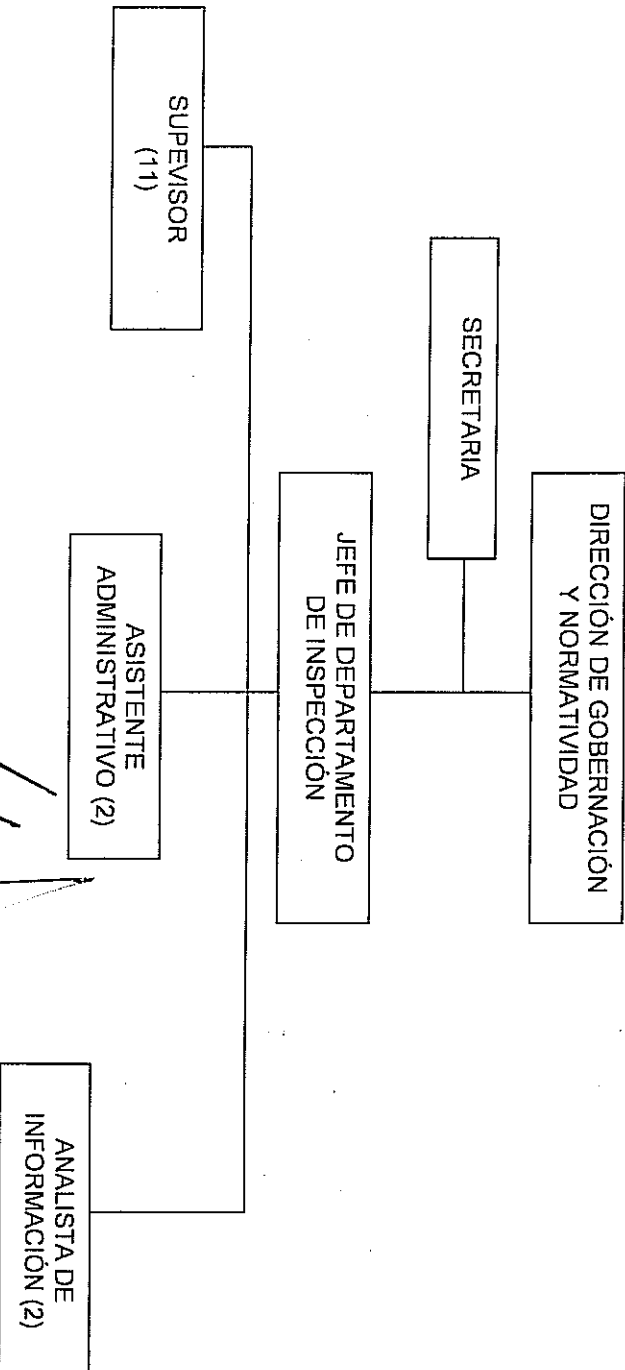 DIRECCIÓN DE GOBERNACIÓN
Y NORMATIVIDAD
SECRETARIA
JEFE DE DEPARTAMENTO
DE INSPECCIÓN
SUPEVISOR
(11)
ASISTENTE
ADMINISTRATIVO (2)
ANALISTA DE
INFORMACIÓN (2)